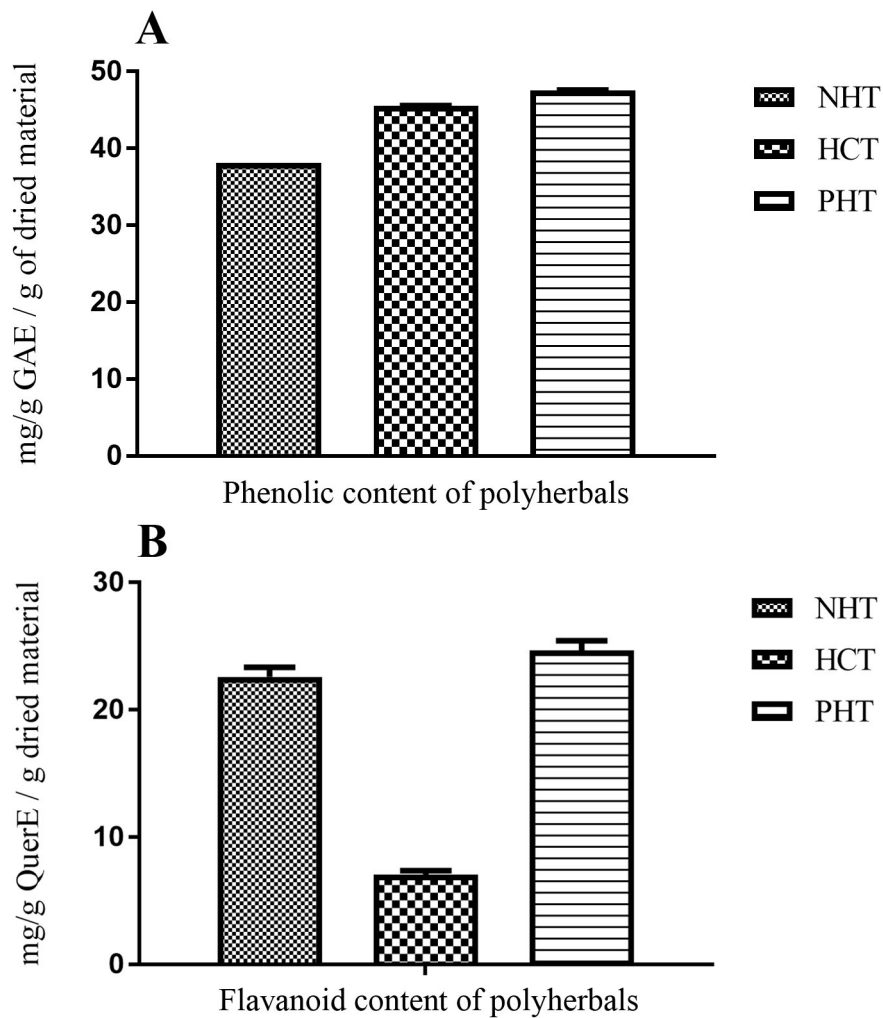 A
mg/g GAE / g of dried material
50
40
30
20
10
0
NHT
HCT
PHT
Phenolic content of polyherbals
B
mg/g QuerE / g dried material
30
20
10
0
NHT
HCT
PHT
Flavanoid content of polyherbals